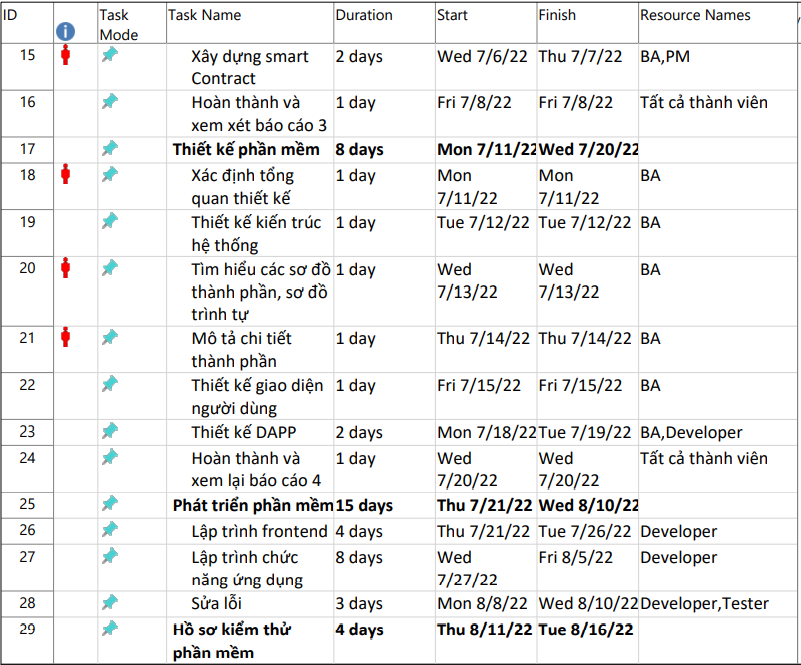 ID Task Mode Task Name Duration Start Finish Resource Names
15 Xây dựng smart Contract 2 days Wed 7/6/22 Thu 7/7/22 BA,PM
16 Hoàn thành và xem xét báo cáo 3 1 day Fri 7/8/22 Fri 7/8/22 Tất cả thành viên
17 Thiết kế phần mềm 8 days Mon 7/11/22 Wed 7/20/22
18 Xác định tổng quan thiết kế 1 day Mon 7/11/22 Mon 7/11/22 BA
19 Thiết kế kiến trúc hệ thống 1 day Tue 7/12/22 Tue 7/12/22 BA
20 Tìm hiểu các sơ đồ thành phần, sơ đồ trình tự 1 day Wed 7/13/22 Wed 7/13/22 BA
21 Mô tả chi tiết thành phần 1 day Thu 7/14/22 Thu 7/14/22 BA
22 Thiết kế giao diện người dùng 1 day Fri 7/15/22 Fri 7/15/22 BA
23 Thiết kế DAPP 2 days Mon 7/18/22 Tue 7/19/22 BA,Developer
24 Hoàn thành và xem lại báo cáo 4 1 day Wed 7/20/22 Wed 7/20/22 Tất cả thành viên
25 Phát triển phần mềm 15 days Thu 7/21/22 Wed 8/10/22
26 Lập trình frontend 4 days Thu 7/21/22 Tue 7/26/22 Developer
27 Lập trình chức năng ứng dụng 8 days Wed 7/27/22 Fri 8/5/22 Developer
28 Sửa lỗi 3 days Mon 8/8/22 Wed 8/10/22 Developer,Tester
29 Hồ sơ kiểm thử phần mềm 4 days Thu 8/11/22 Tue 8/16/22